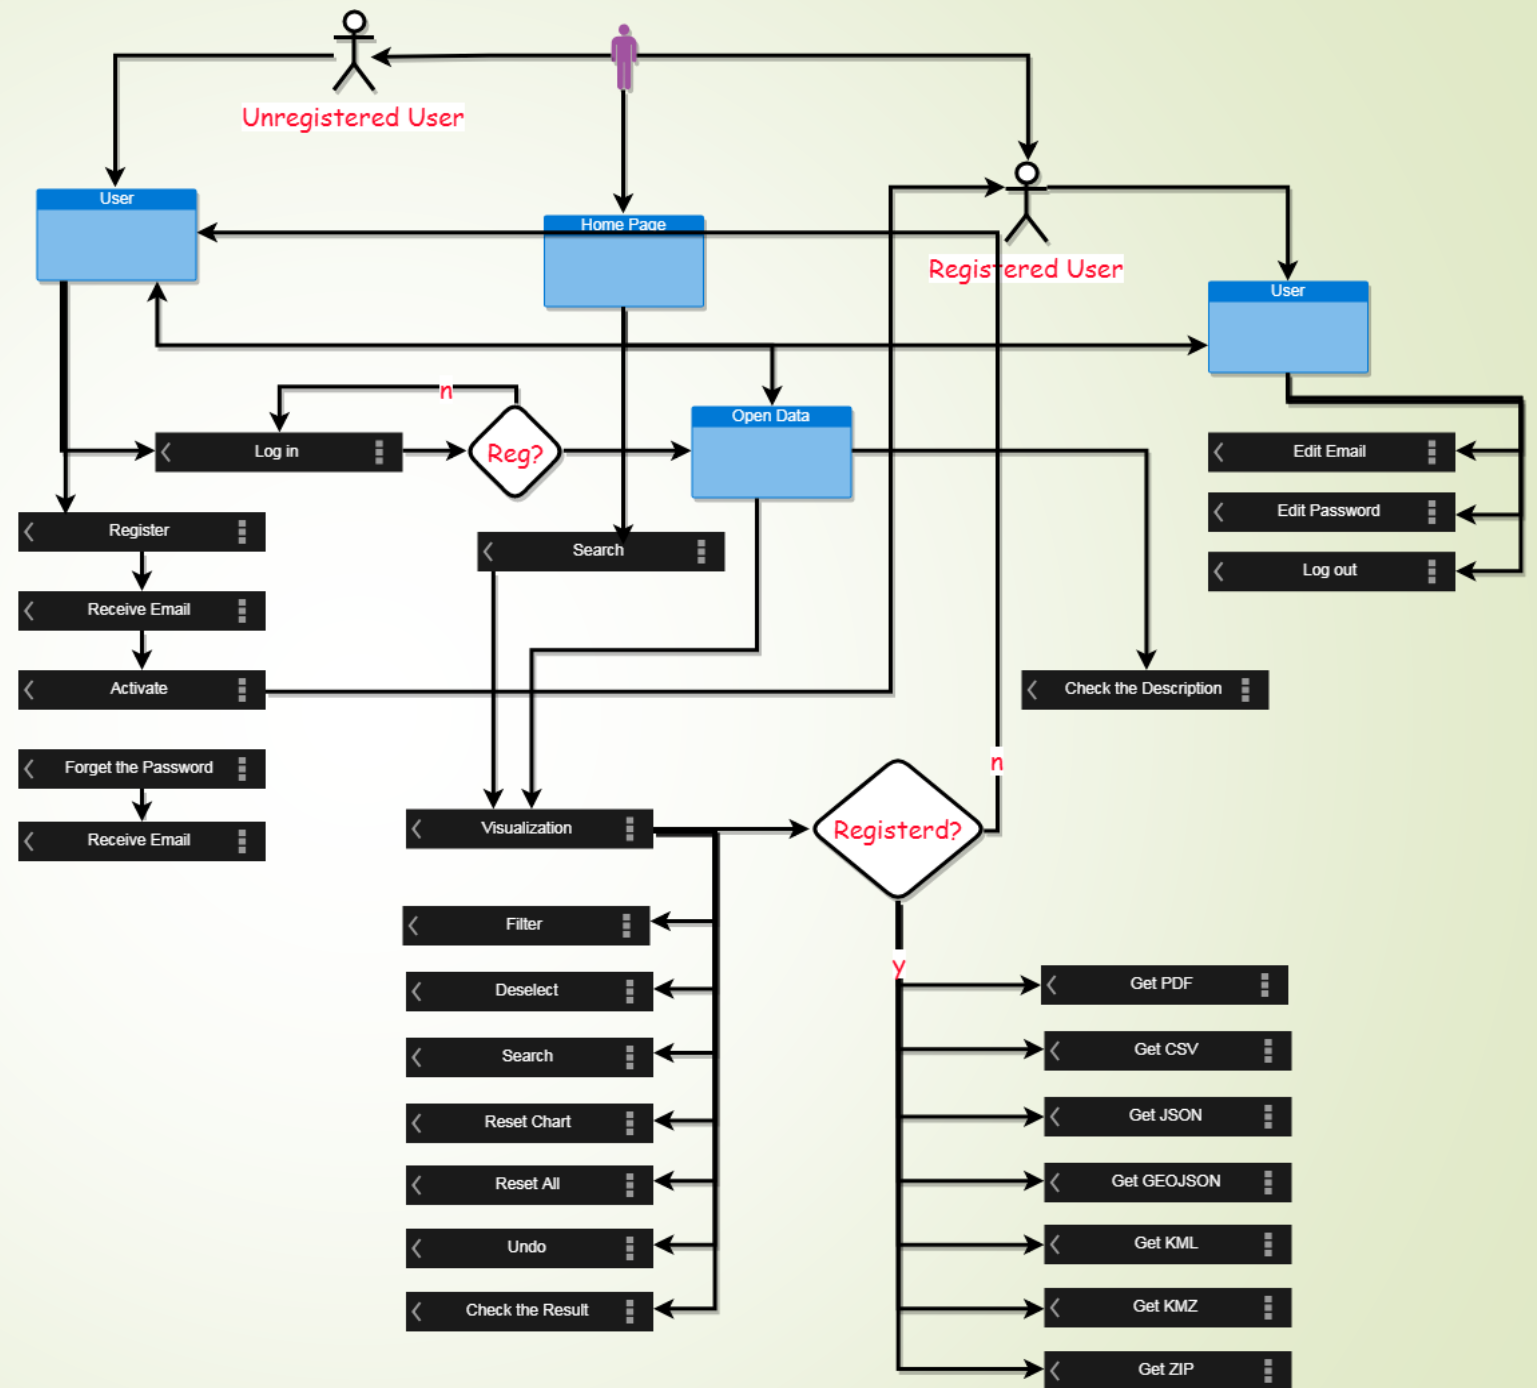 Unregistered User
User
Home Page
Registered User
User
n
Open Data
Log in
Reg?
Edit Email
Edit Password
Register
Search
Log out
Receive Email
Activate
Check the Description
Forget the Password
n
Visualization
Registerd?
Receive Email
Filter
y
Deselect
Get PDF
Search
Get CSV
Reset Chart
Get JSON
Reset All
Get GEOJSON
Undo
Get KML
Check the Result
Get KMZ
Get ZIP